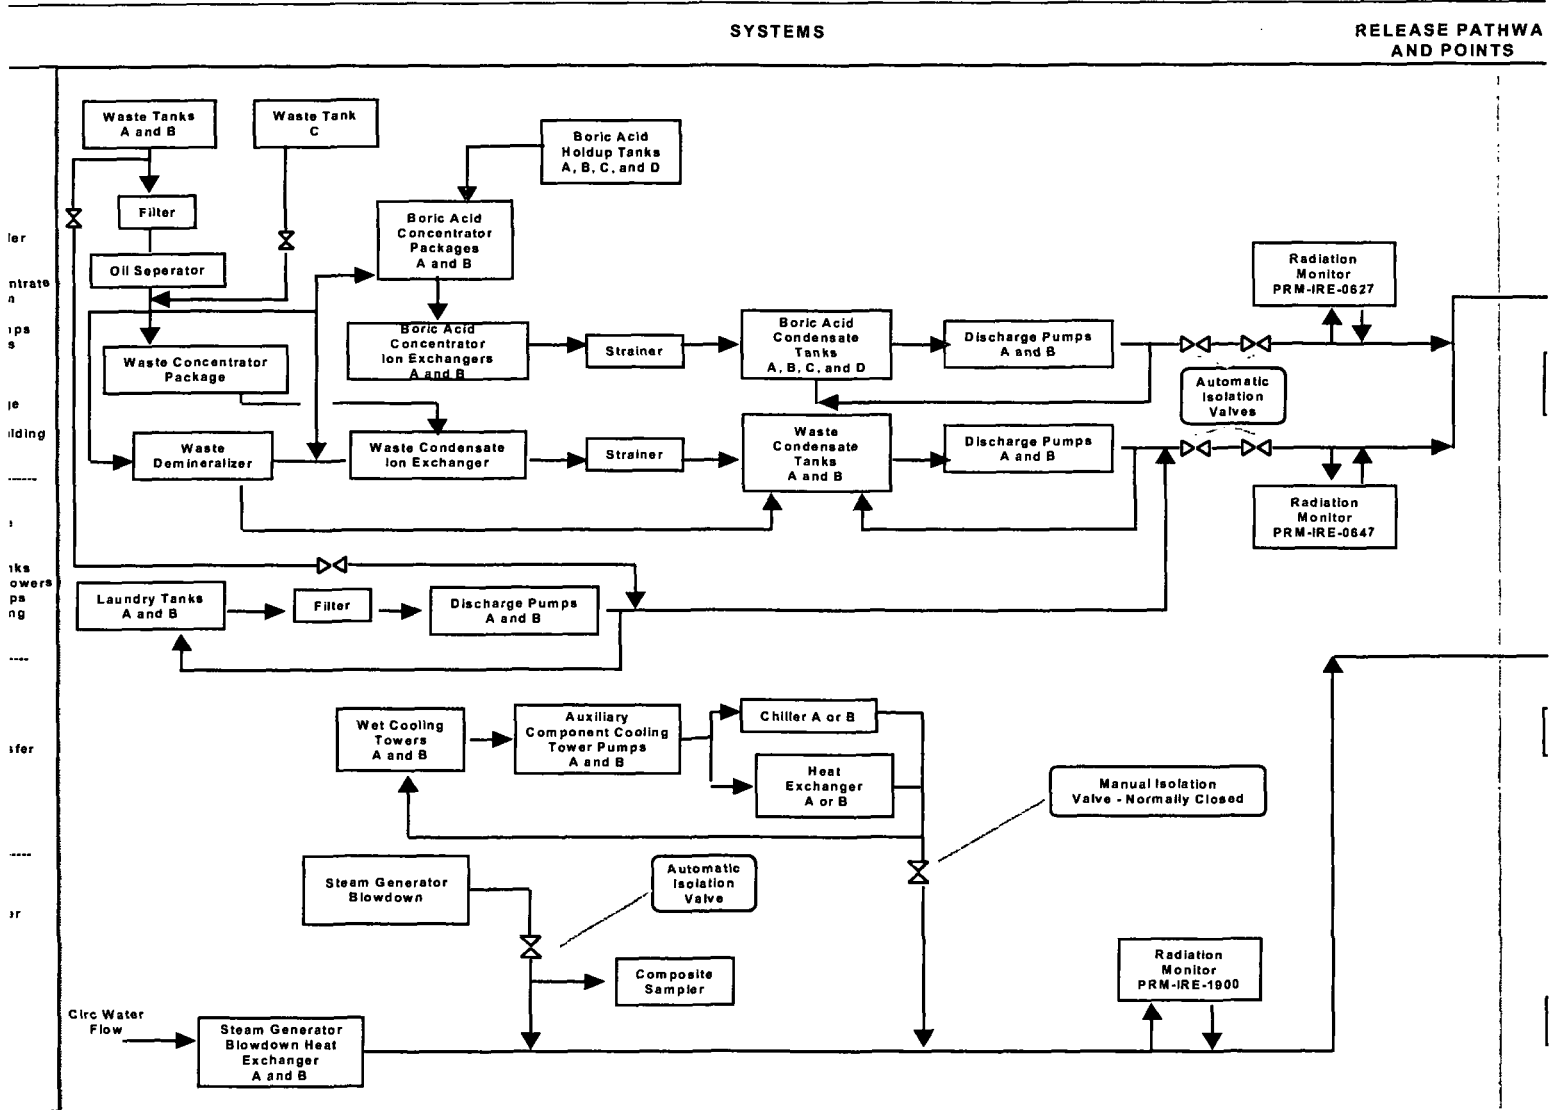 SYSTEMS
RELEASE PATHWA
AND POINTS
Waste Tanks
A and B
Waste Tank
C
Boric Acid
Holdup Tanks
A, B, C, and D
Filter
Boric Acid
Concentrator
Packages
A and B
Oil Seperator
Radiation
Monitor
PRM-IRE-0627
Waste Concentrator
Package
Boric Acid
Concentrator
Ion Exchangers
A and B
Strainer
Boric Acid
Condensate
Tanks
A, B, C, and D
Discharge Pumps
A and B
Automatic
Isolation
Valves
Waste
Demineralizer
Waste Condensate
Ion Exchanger
Strainer
Waste
Condensate
Tanks
A and B
Discharge Pumps
A and B
Radiation
Monitor
PRM-IRE-0647
Laundry Tanks
A and B
Filter
Discharge Pumps
A and B
Wet Cooling
Towers
A and B
Auxiliary
Component Cooling
Tower Pumps
A and B
Chiller A or B
Heat
Exchanger
A or B
Manual Isolation
Valve - Normally Closed
Steam Generator
Blowdown
Automatic
Isolation
Valve
Composite
Sampler
Radiation
Monitor
PRM-IRE-1900
Circ Water
Flow
Steam Generator
Blowdown Heat
Exchanger
A and B